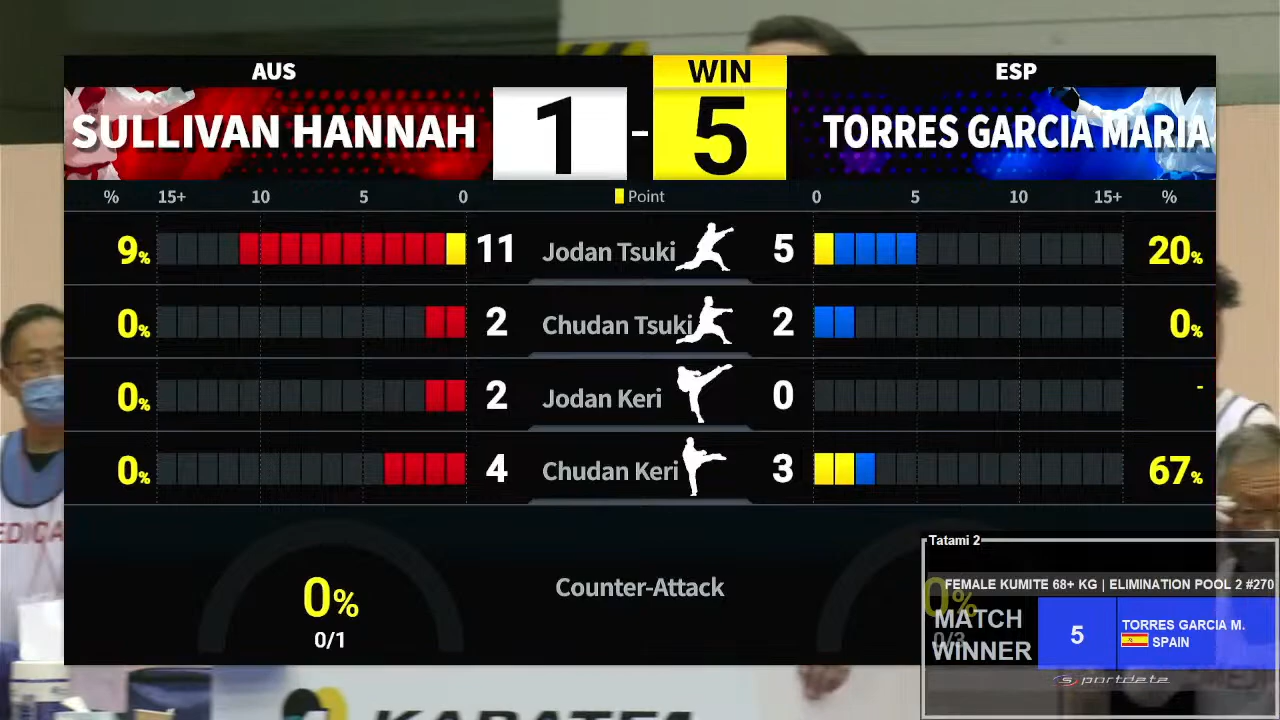 AUS
WIN
ESP
SULLIVAN HANNAH
1 - 5
TORRES GARCIA MARIA
% 15+ 10 5 0
Point
0 5 10 15+ %
9% 11 Jodan Tsuki 5 20%
0% 2 Chudan Tsuki 2 0%
0% 2 Jodan Keri 0 -
0% 4 Chudan Keri 3 67%
Counter-Attack
0%
0/1
0%
0/3
Tatami 2
FEMALE KUMITE 68+ KG | ELIMINATION POOL 2 #270
MATCH
WINNER
5
TORRES GARCIA M.
SPAIN
sportdata